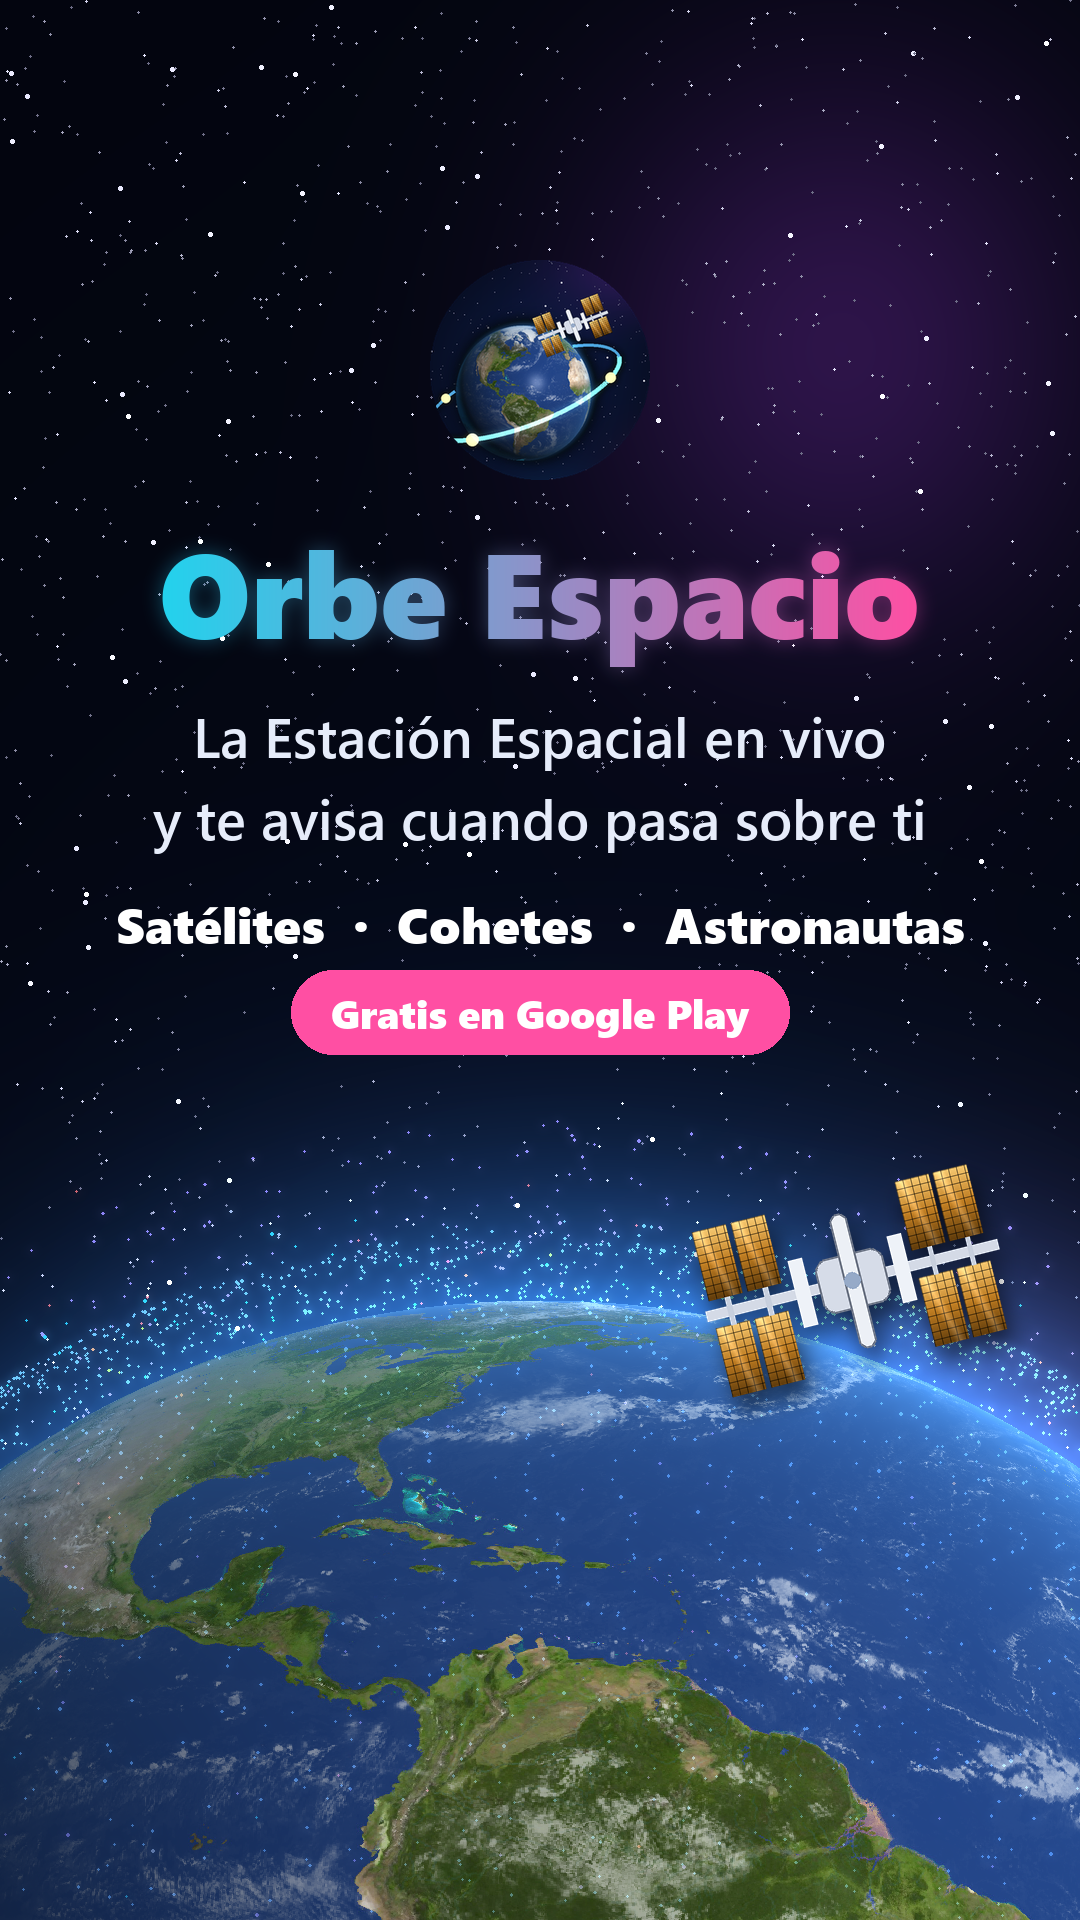 Orbe Espacio
La Estación Espacial en vivo
y te avisa cuando pasa sobre ti
Satélites • Cohetes • Astronautas
Gratis en Google Play